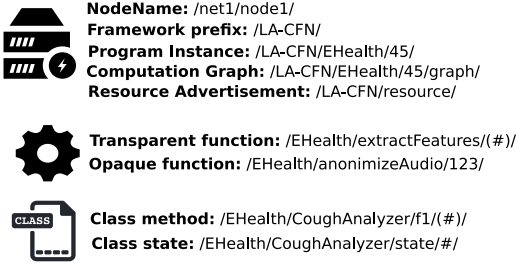 NodeName: /net1/node1/
Framework prefix: /LA-CFN/
Program Instance: /LA-CFN/EHealth/45/
Computation Graph: /LA-CFN/EHealth/45/graph/
Resource Advertisement: /LA-CFN/resource/
Transparent function: /EHealth/extractFeatures/(#)/
Opaque function: /EHealth/anonimizeAudio/123/
CLASS
Class method: /EHealth/CoughAnalyzer/f1/(#)/
Class state: /EHealth/CoughAnalyzer/state/#/